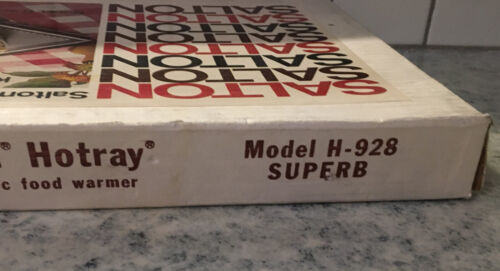 SALTON
SALTON
SALTON
SALTON
SALTON
SALTON
Salton
® Hotray®
c food warmer
Model H-928
SUPERB